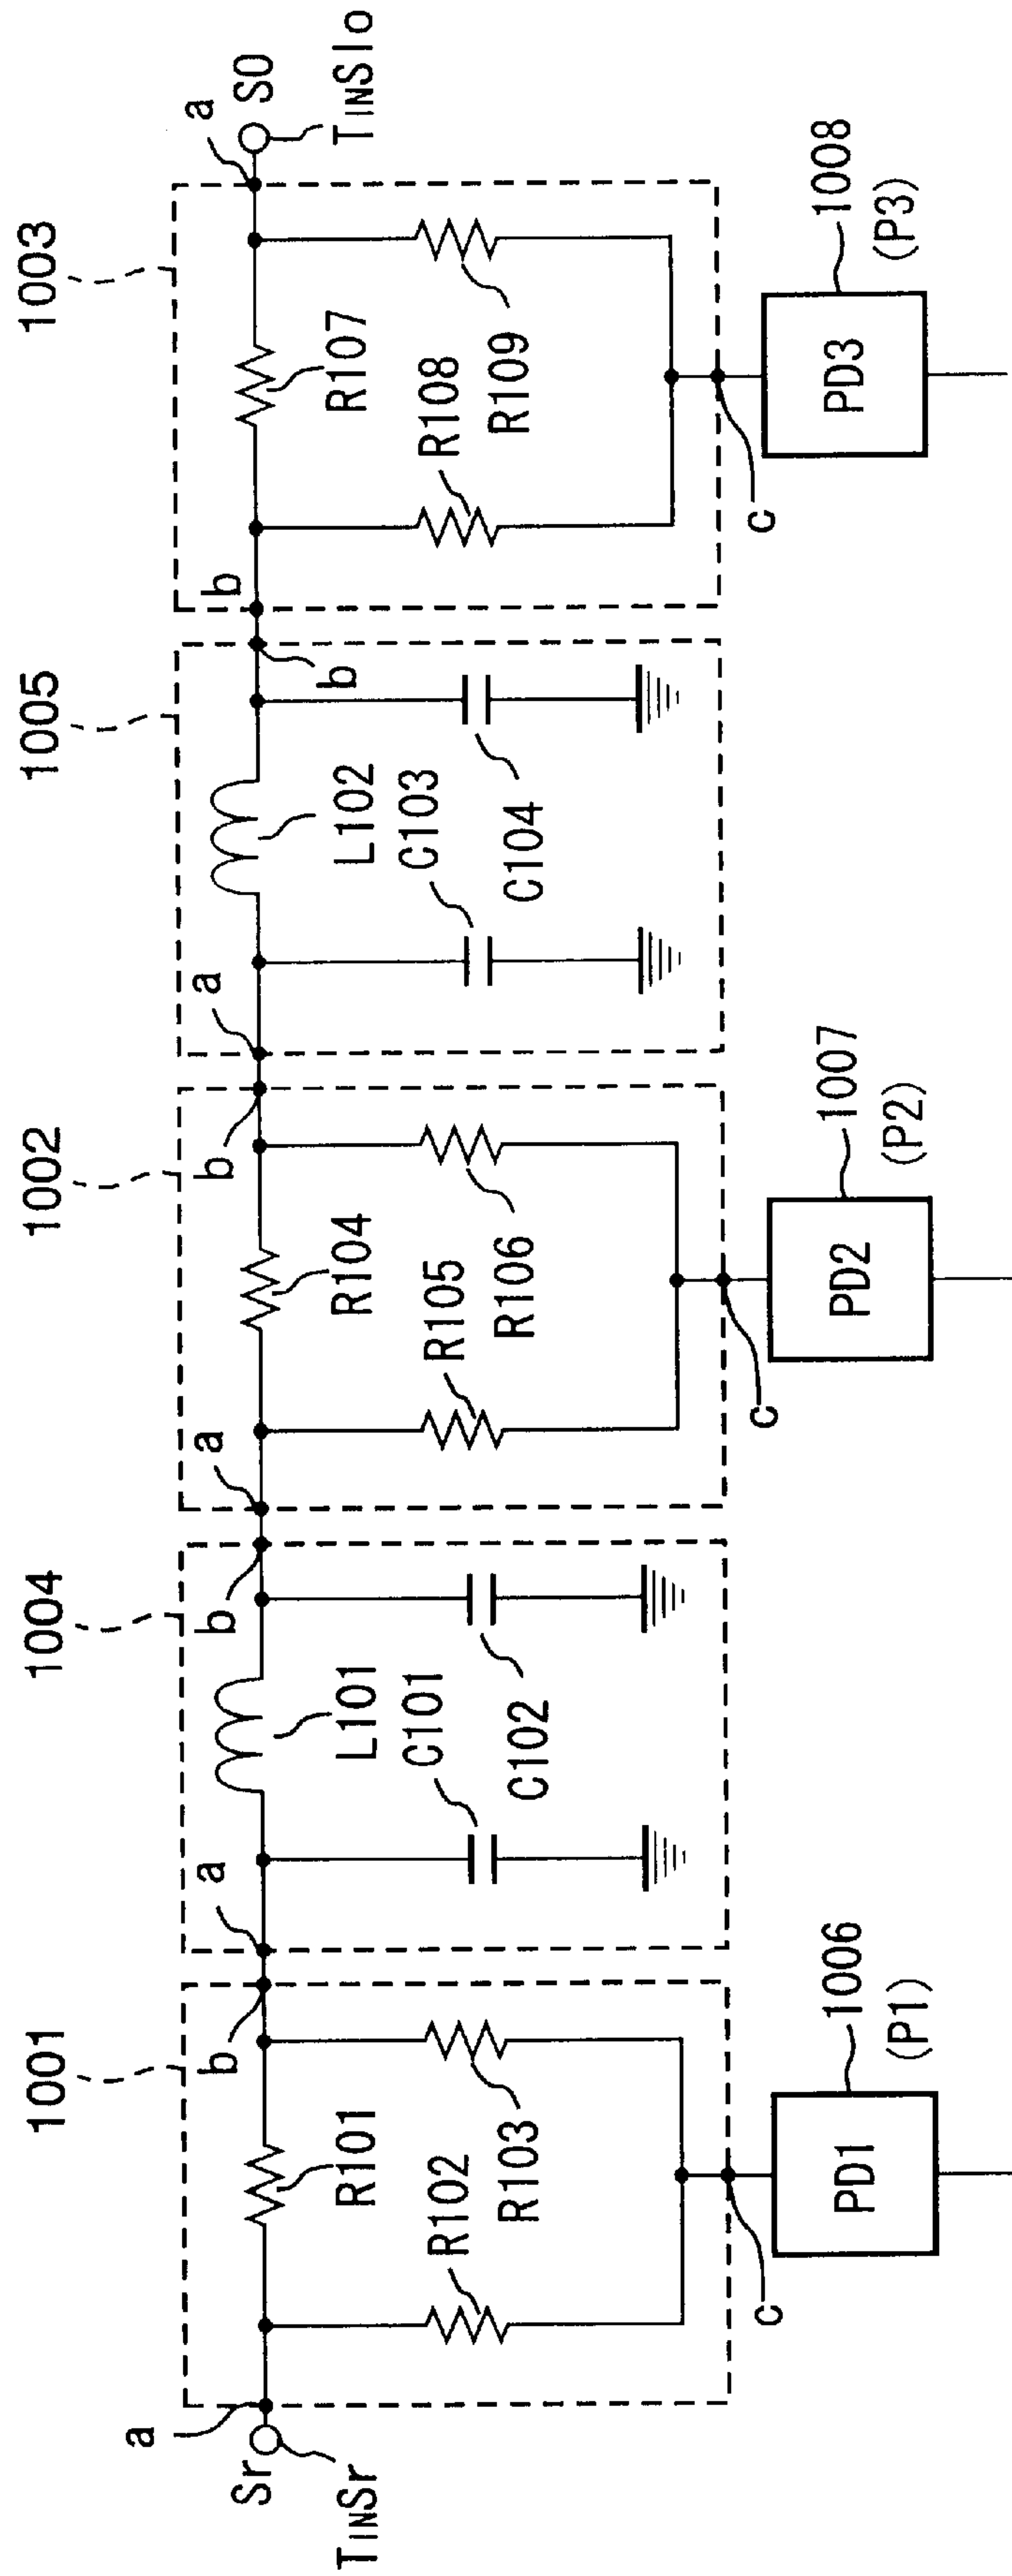 1001
1004
1002
1005
1003
a
b
a
b
a
b
a
b
b
a
Sr
TINSr
S0
TINSlo
R101
R102
R103
L101
C101
C102
R104
R105
R106
L102
C103
C104
R107
R108
R109
c
c
c
PD1
1006
(P1)
PD2
1007
(P2)
PD3
1008
(P3)